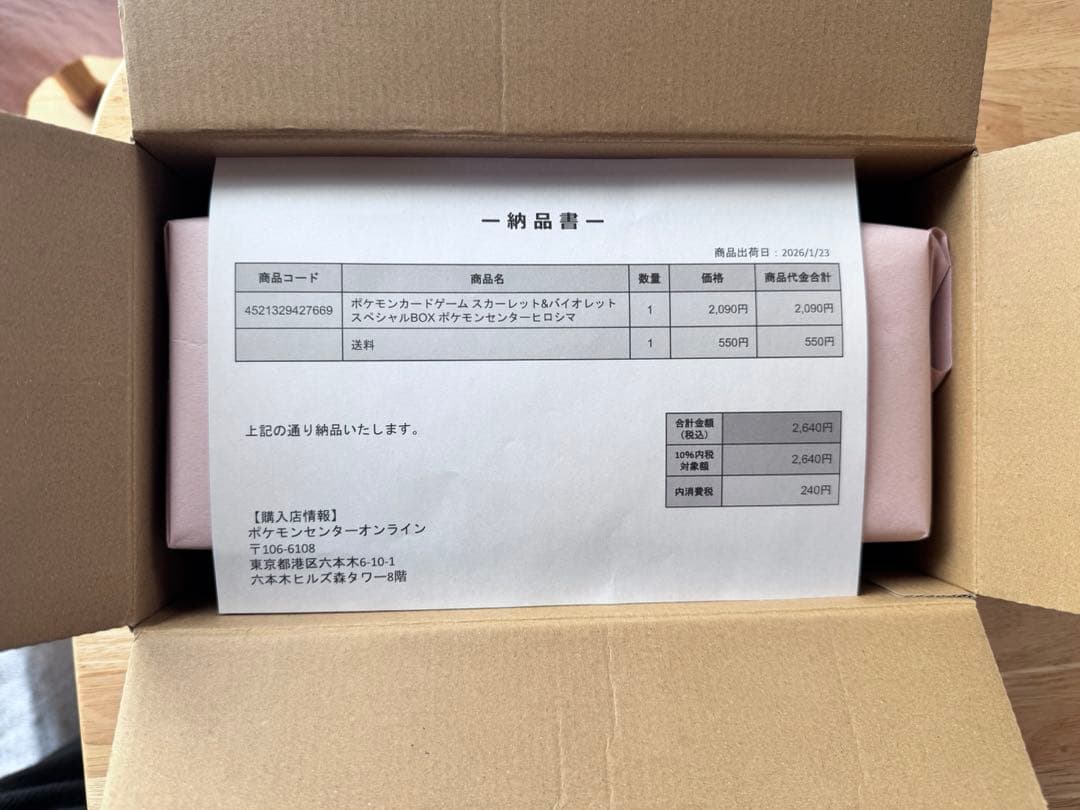 ー納品書ー
商品出荷日：2026/1/23
商品コード 商品名 数量 価格 商品代金合計
4521329427669 ポケモンカードゲーム スカーレット&バイオレット 1 2,090円 2,090円
スペシャルBOX ポケモンセンターヒロシマ
送料 1 550円 550円
上記の通り納品いたします。
合計金額 2,640円
（税込）
10%内税 2,640円
対象額
内消費税 240円
【購入店情報】
ポケモンセンターオンライン
〒106-6108
東京都港区六本木6-10-1
六本木ヒルズ森タワー8階